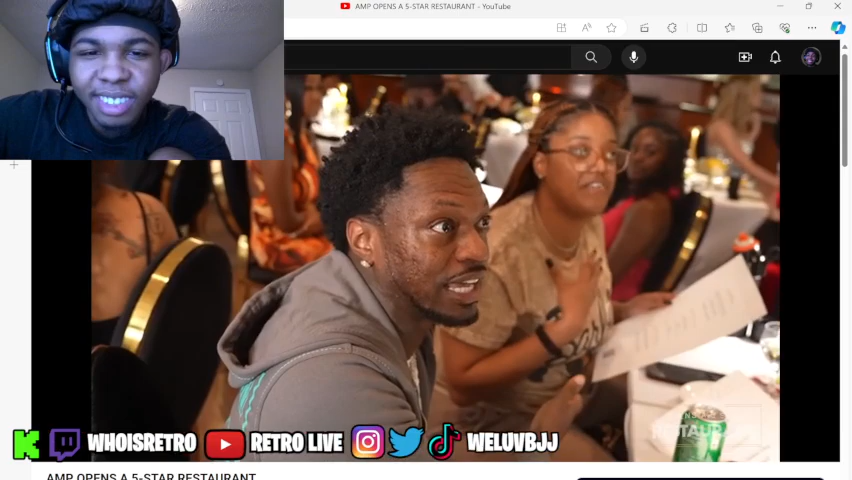 AMP OPENS A 5-STAR RESTAURANT - YouTube
WHOISRETRO RETRO LIVE WELUVBJJ
AMP OPENS A 5-STAR RESTAURANT